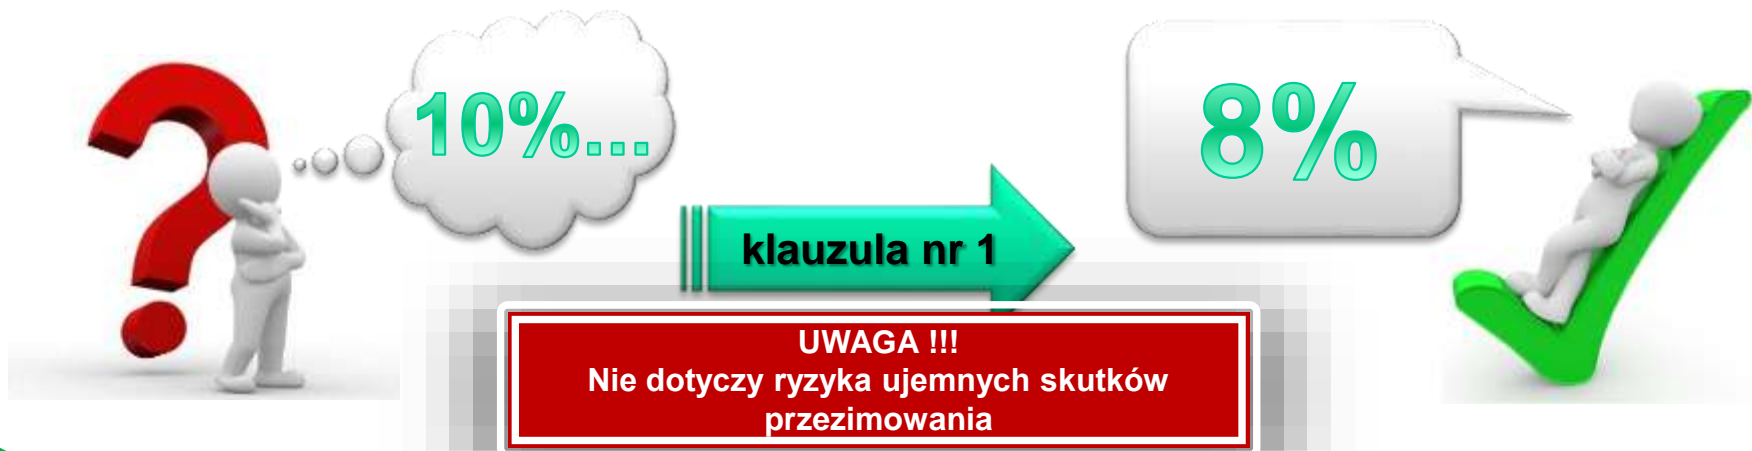 10%...
8%
klauzula nr 1
UWAGA !!!
Nie dotyczy ryzyka ujemnych skutków
przezimowania